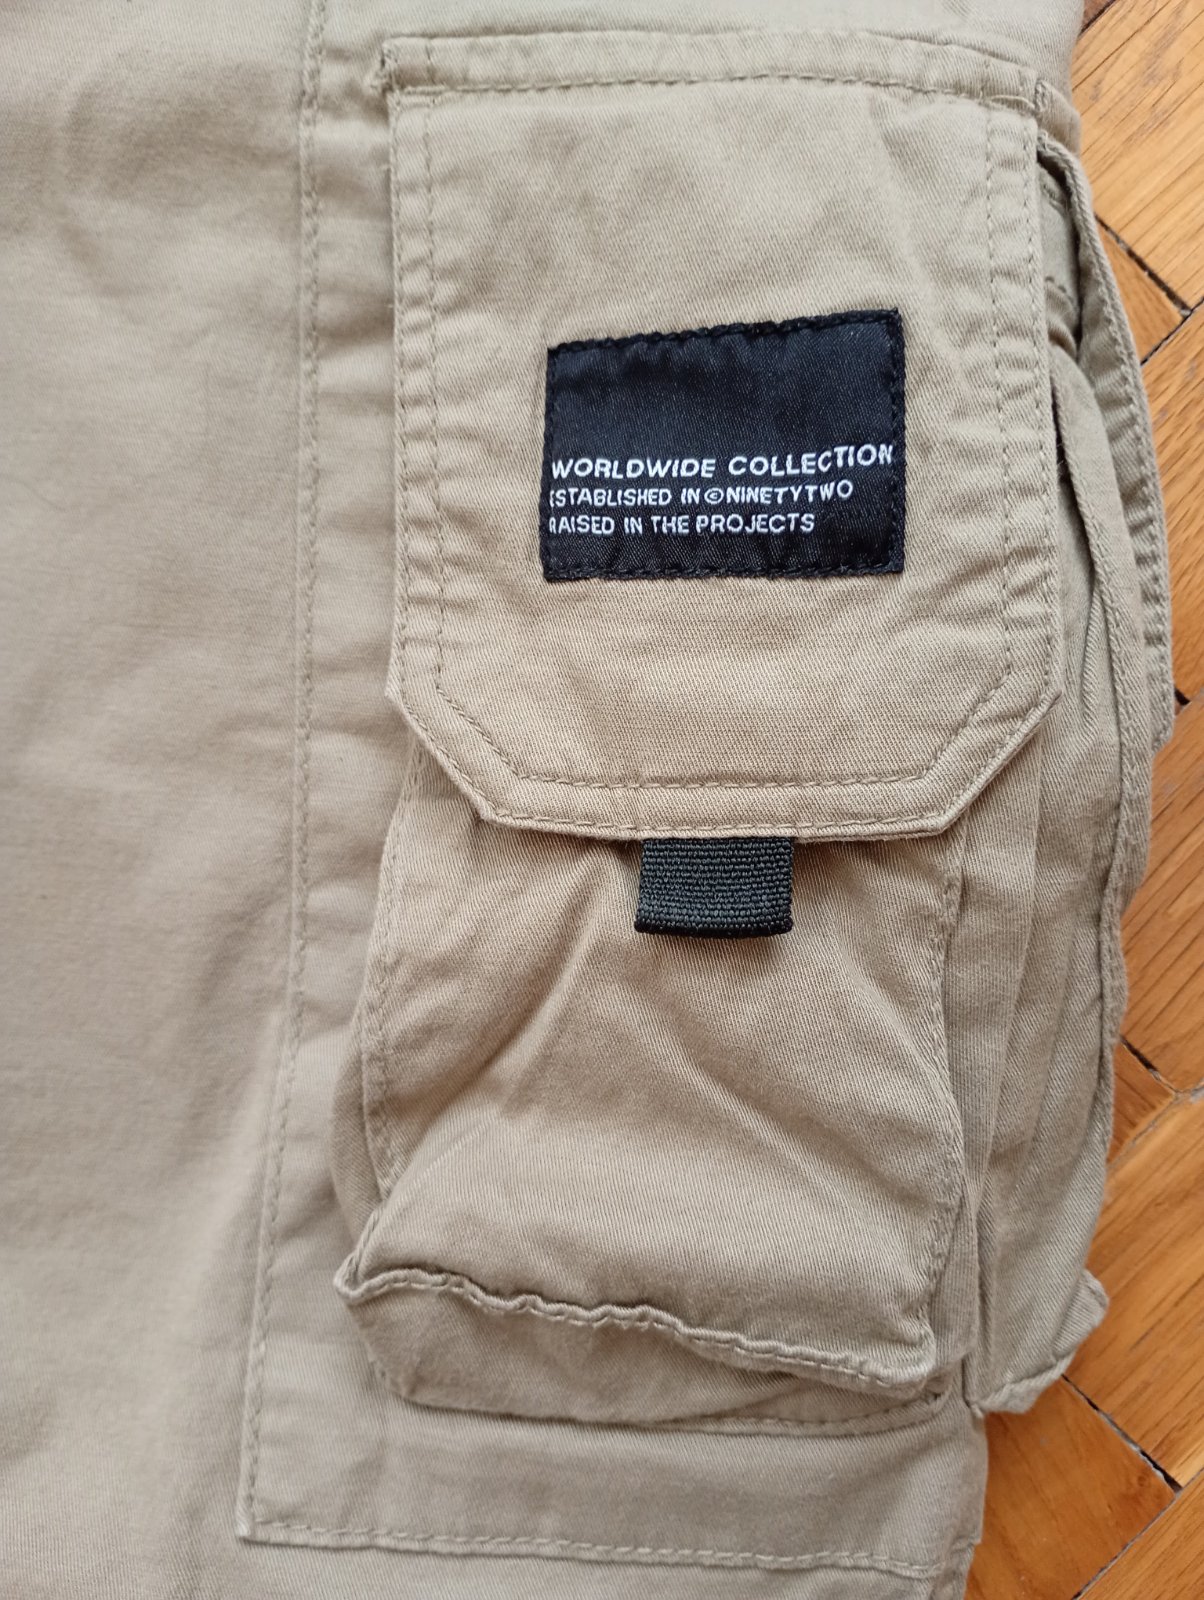 WORLDWIDE COLLECTION
ESTABLISHED IN ©NINETYTWO
RAISED IN THE PROJECTS